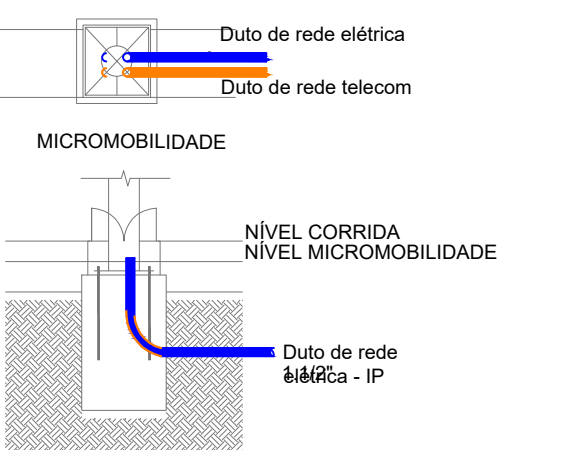 Duto de rede elétrica
Duto de rede telecom
MICROMOBILIDADE
NÍVEL CORRIDA
NÍVEL MICROMOBILIDADE
Duto de rede
elétrica - IP
1.1/2"